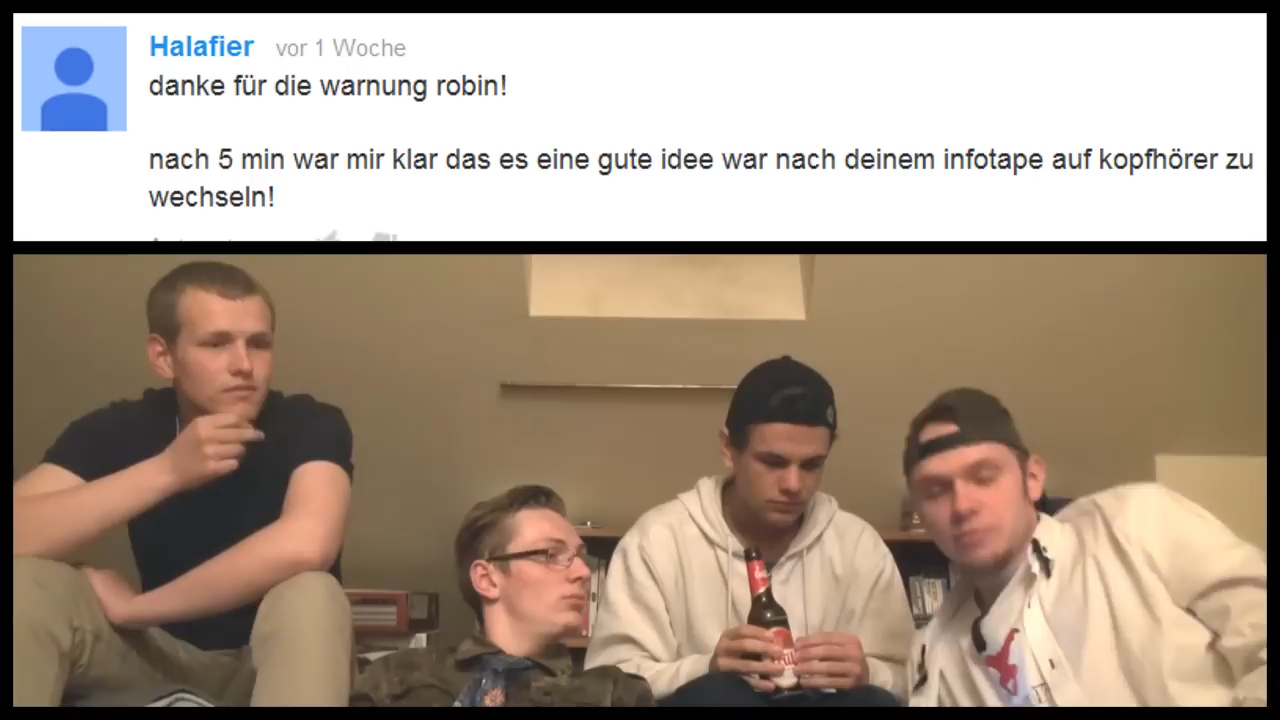 Halafier vor 1 Woche
danke für die warnung robin!
nach 5 min war mir klar das es eine gute idee war nach deinem infotape auf kopfhörer zu
wechseln!